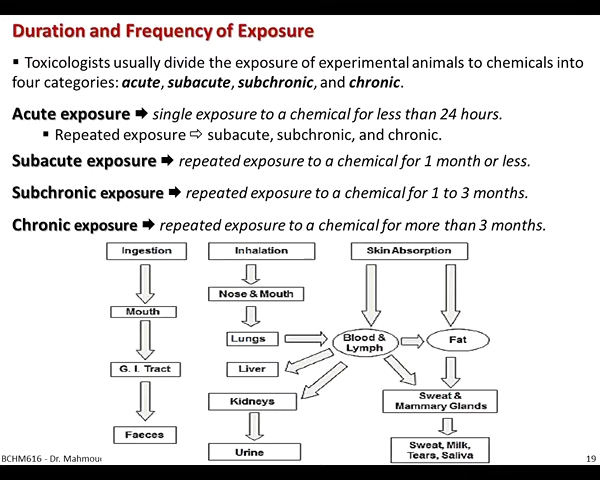 Duration and Frequency of Exposure
▪ Toxicologists usually divide the exposure of experimental animals to chemicals into
four categories: acute, subacute, subchronic, and chronic.
Acute exposure ➨ single exposure to a chemical for less than 24 hours.
▪ Repeated exposure ⇨ subacute, subchronic, and chronic.
Subacute exposure ➨ repeated exposure to a chemical for 1 month or less.
Subchronic exposure ➨ repeated exposure to a chemical for 1 to 3 months.
Chronic exposure ➨ repeated exposure to a chemical for more than 3 months.
Ingestion
Inhalation
Skin Absorption
Nose & Mouth
Mouth
Lungs
Blood &
Lymph
Fat
G. I. Tract
Liver
Kidneys
Sweat &
Mammary Glands
Faeces
Urine
Sweat, Milk,
Tears, Saliva
BCHM616 - Dr.
19